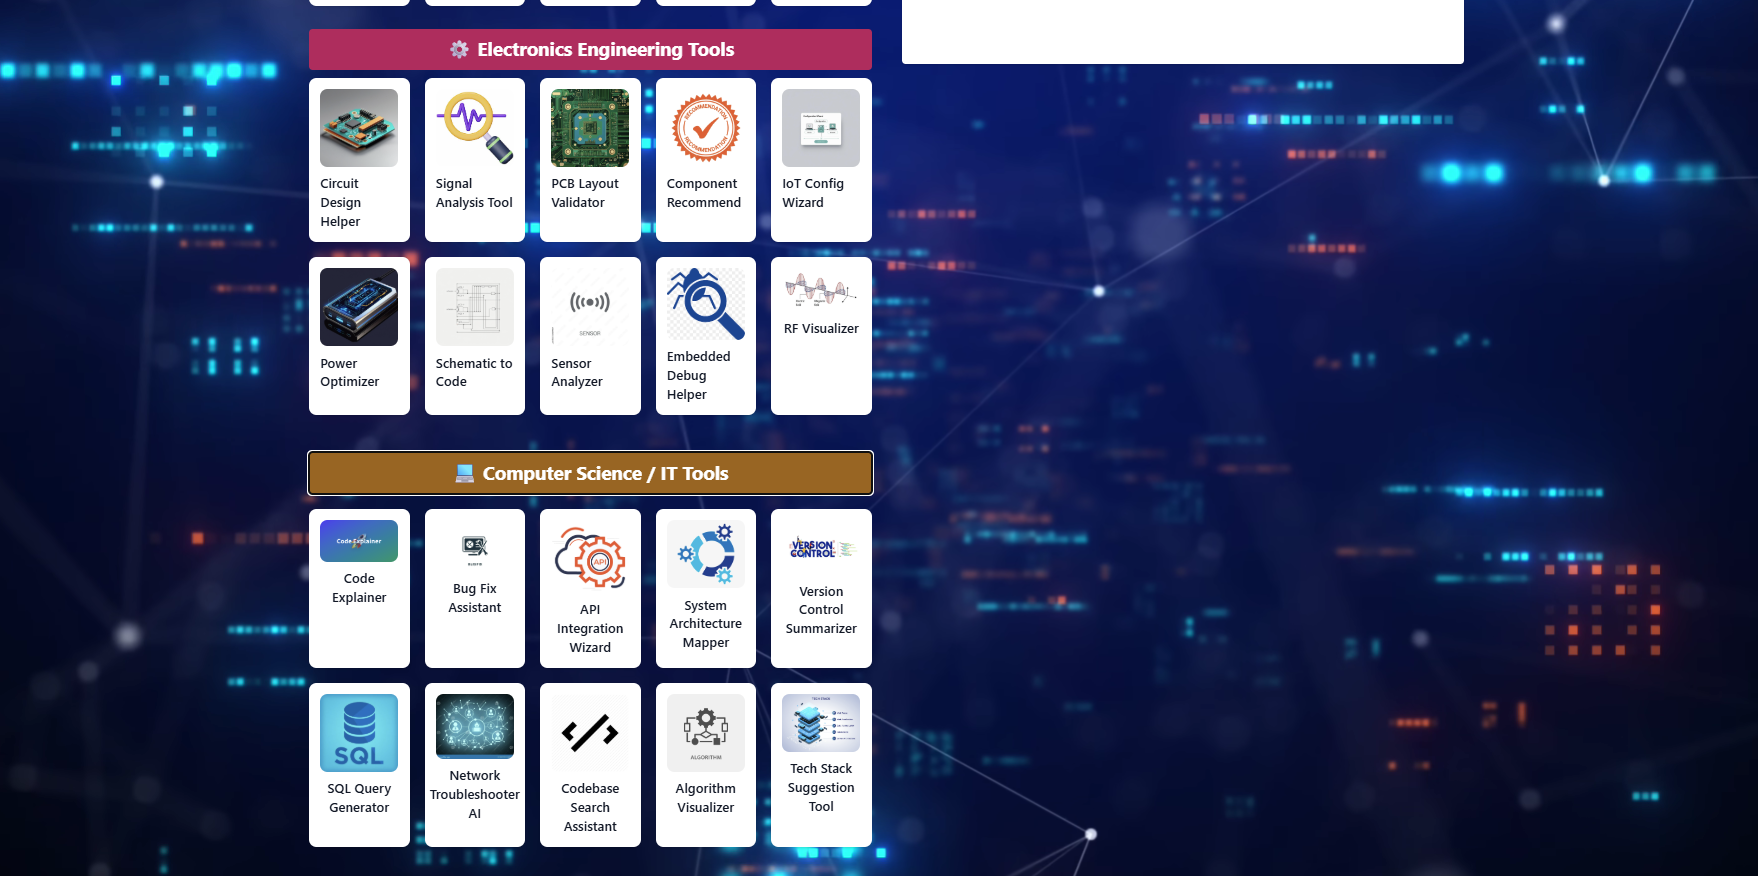 Electronics Engineering Tools
RECOMMENDATION
RECOMMENDATION
Circuit
Design
Helper
Signal
Analysis Tool
PCB Layout
Validator
Component
Recommend
IoT Config
Wizard
SENSOR
Power
Optimizer
Schematic to
Code
Sensor
Analyzer
Embedded
Debug
Helper
RF Visualizer
Computer Science / IT Tools
Code Explainer
API
VERSION
CONTROL
Code
Explainer
Bug Fix
Assistant
API
Integration
Wizard
System
Architecture
Mapper
Version
Control
Summarizer
SQL
ALGORITHM
TECH STACK
SQL Query
Generator
Network
Troubleshooter
AI
Codebase
Search
Assistant
Algorithm
Visualizer
Tech Stack
Suggestion
Tool